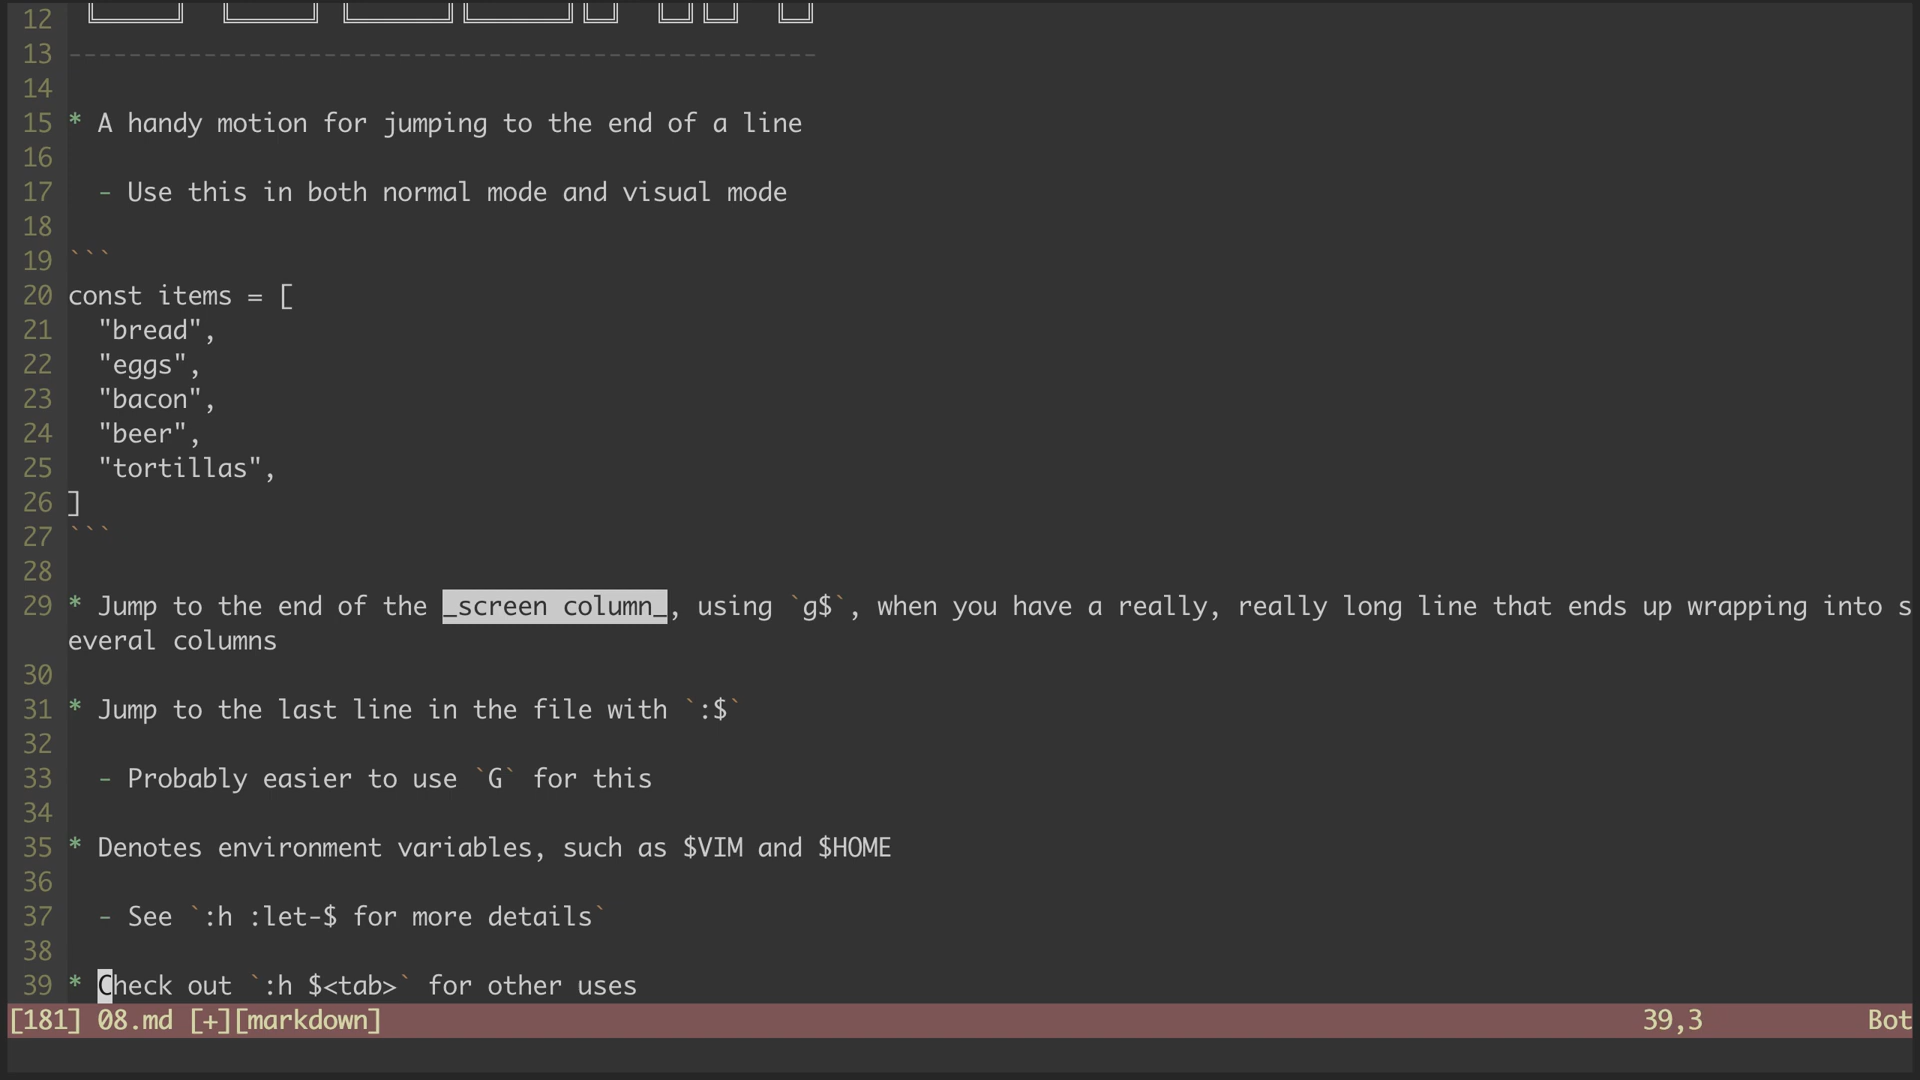 12 ╚═════╝  ╚═════╝ ╚══════╝╚══════╝╚═╝  ╚═╝╚═╝  ╚═╝
13 --------------------------------------------------
14
15 * A handy motion for jumping to the end of a line
16
17   - Use this in both normal mode and visual mode
18
19 ```
20 const items = [
21   "bread",
22   "eggs",
23   "bacon",
24   "beer",
25   "tortillas",
26 ]
27 ```
28
29 * Jump to the end of the _screen column_, using `g$`, when you have a really, really long line that ends up wrapping into s
everal columns
30
31 * Jump to the last line in the file with `:$`
32
33   - Probably easier to use `G` for this
34
35 * Denotes environment variables, such as $VIM and $HOME
36
37   - See `:h :let-$ for more details`
38
39 * Check out `:h $<tab>` for other uses
[181] 08.md [+][markdown] 39,3 Bot